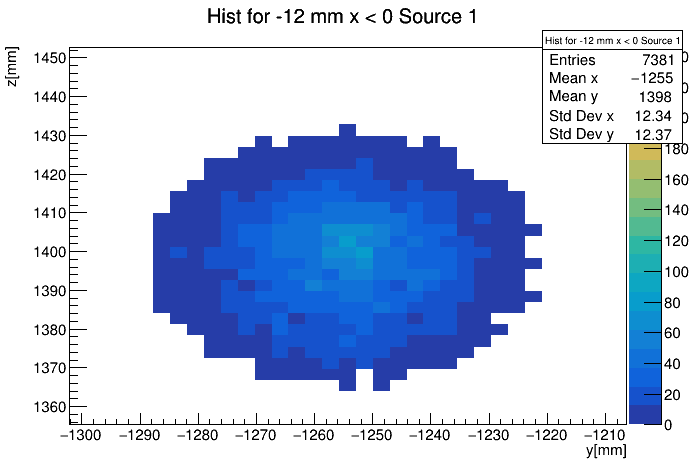 Hist for -12 mm x < 0 Source 1
Hist for -12 mm x < 0 Source 1
Entries 7381
Mean x −1255
Mean y 1398
Std Dev x 12.34
Std Dev y 12.37
z[mm]
1450
1440
1430
1420
1410
1400
1390
1380
1370
1360
180
160
140
120
100
80
60
40
20
0
−1300 −1290 −1280 −1270 −1260 −1250 −1240 −1230 −1220 −1210
y[mm]